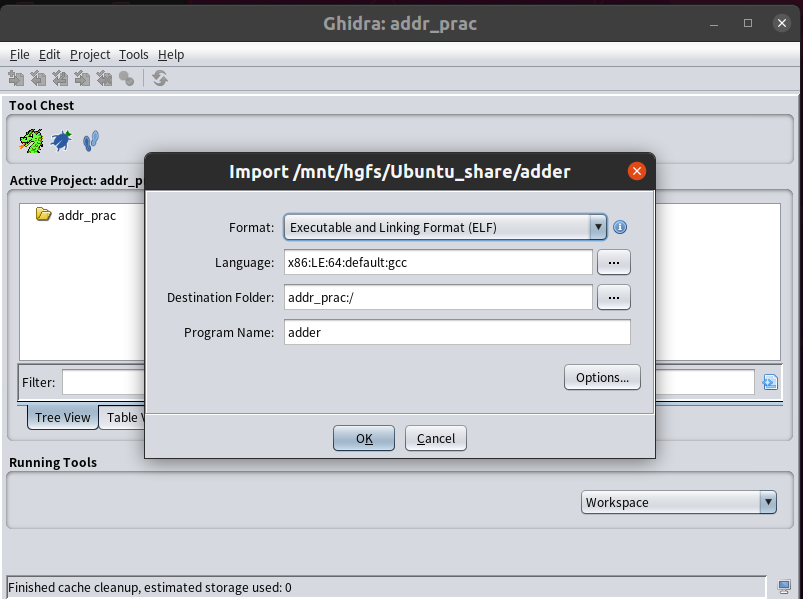 Ghidra: addr_prac
File Edit Project Tools Help
Tool Chest
Import /mnt/hgfs/Ubuntu_share/adder
Active Project: addr_p
addr_prac
Format: Executable and Linking Format (ELF)
Language: x86:LE:64:default:gcc ...
Destination Folder: addr_prac:/ ...
Program Name: adder
Filter:
Options...
Tree View Table V
OK Cancel
Running Tools
Workspace
Finished cache cleanup, estimated storage used: 0